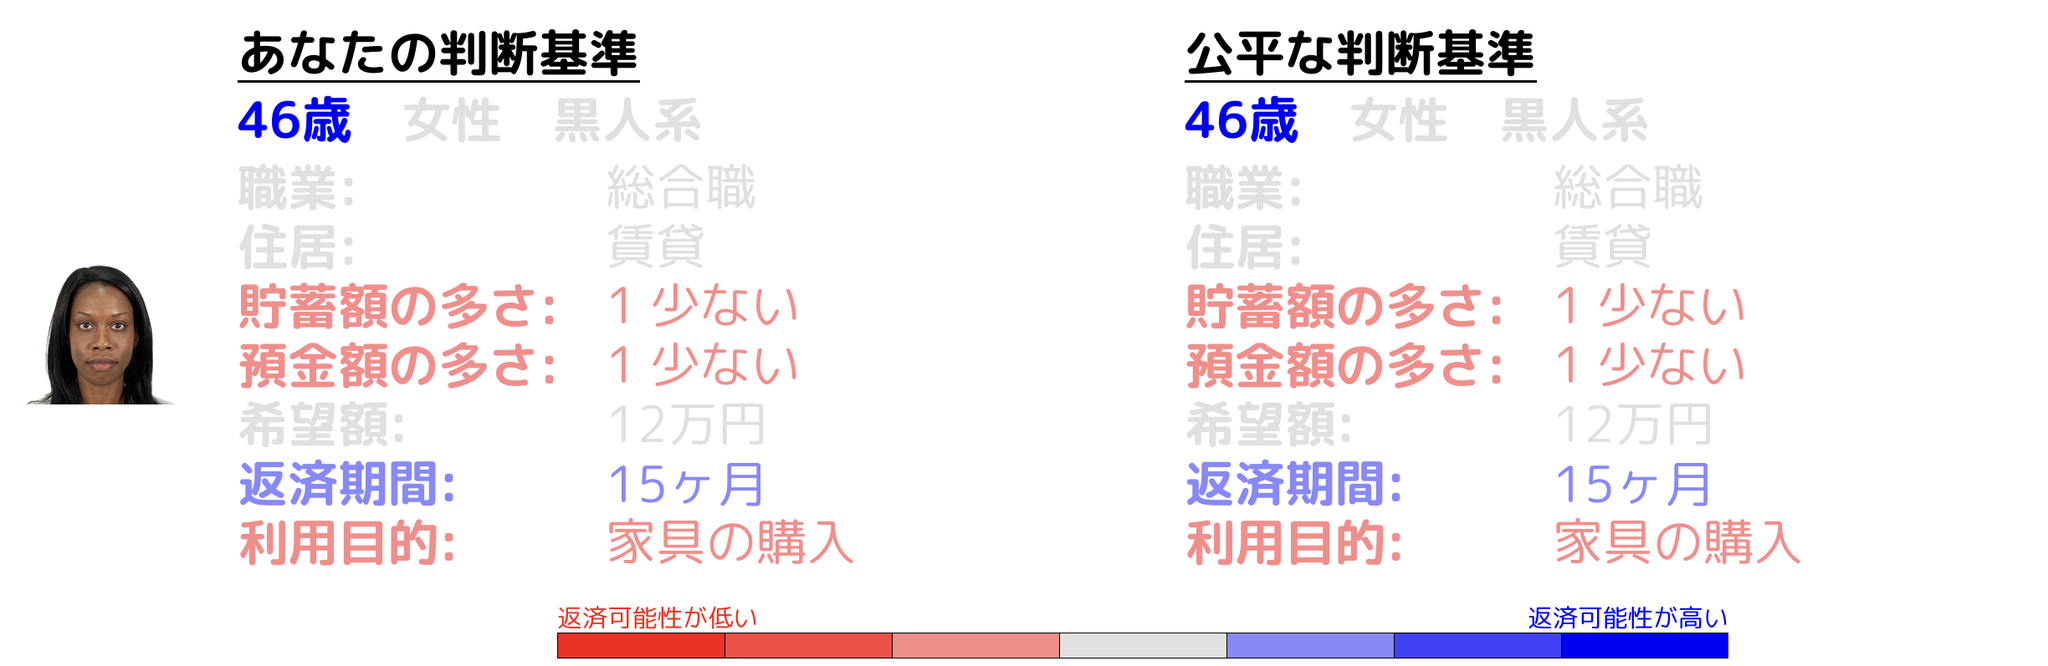 あなたの判断基準
46歳 女性 黒人系
職業: 総合職
住居: 賃貸
貯蓄額の多さ: 1 少ない
預金額の多さ: 1 少ない
希望額: 12万円
返済期間: 15ヶ月
利用目的: 家具の購入
公平な判断基準
46歳 女性 黒人系
職業: 総合職
住居: 賃貸
貯蓄額の多さ: 1 少ない
預金額の多さ: 1 少ない
希望額: 12万円
返済期間: 15ヶ月
利用目的: 家具の購入
返済可能性が低い
返済可能性が高い